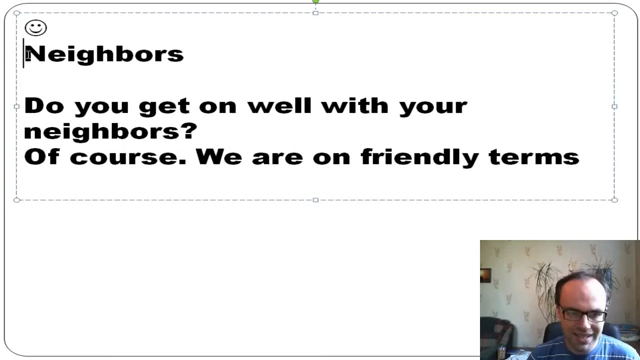 Neighbors
Do you get on well with your
neighbors?
Of course. We are on friendly terms